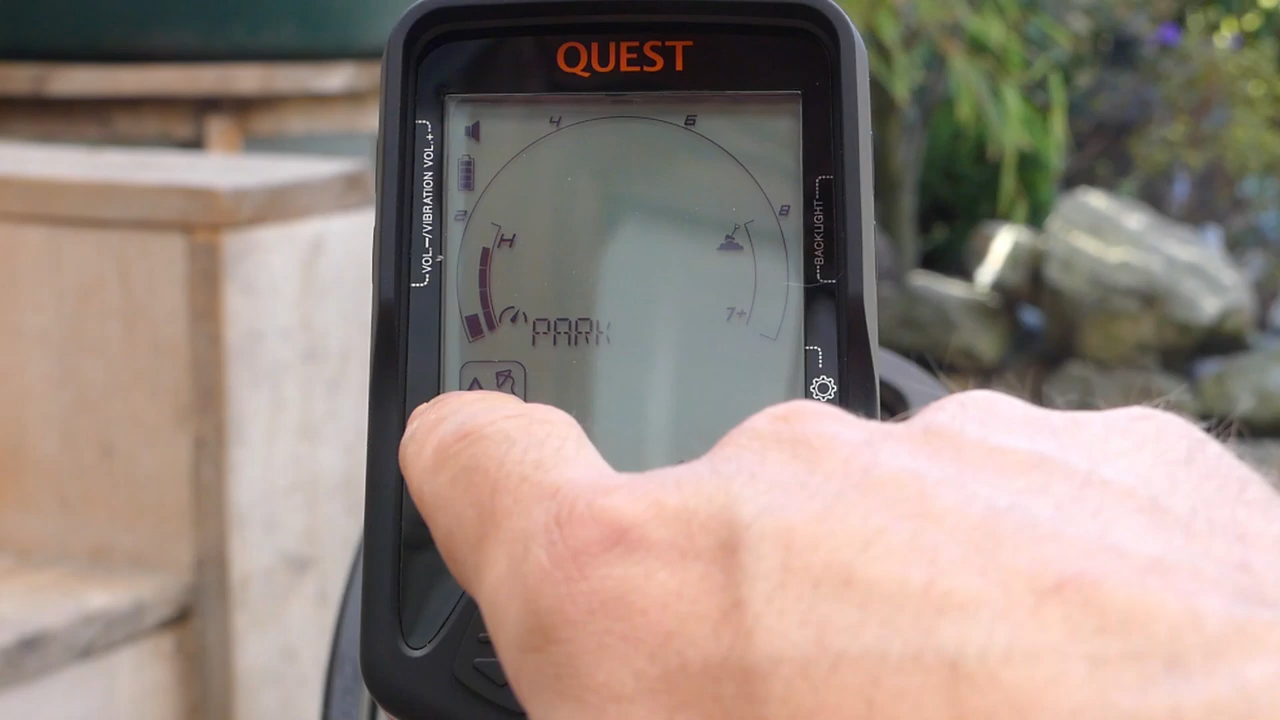 QUEST
4 6
2 8
H
7+
PARK
VOL.−/VIBRATION VOL.+
BACKLIGHT